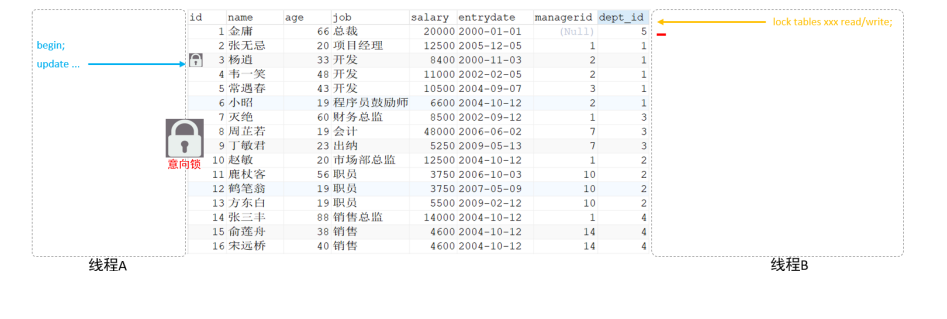 id name age job salary entrydate managerid dept_id
1 金庸 66 总裁 20000 2000-01-01 (Null) 5
2 张无忌 20 项目经理 12500 2005-12-05 1 1
3 杨逍 33 开发 8400 2000-11-03 2 1
4 韦一笑 48 开发 11000 2002-02-05 2 1
5 常遇春 43 开发 10500 2004-09-07 3 1
6 小昭 19 程序员鼓励师 6600 2004-10-12 2 1
7 灭绝 60 财务总监 8500 2002-09-12 1 3
8 周芷若 19 会计 48000 2006-06-02 7 3
9 丁敏君 23 出纳 5250 2009-05-13 7 3
10 赵敏 20 市场部总监 12500 2004-10-12 1 2
11 鹿杖客 56 职员 3750 2006-10-03 10 2
12 鹤笔翁 19 职员 3750 2007-05-09 10 2
13 方东白 19 职员 5500 2009-02-12 10 2
14 张三丰 88 销售总监 14000 2004-10-12 1 4
15 俞莲舟 38 销售 4600 2004-10-12 14 4
16 宋远桥 40 销售 4600 2004-10-12 14 4
begin;
update ...
意向锁
线程A
lock tables xxx read/write;
线程B